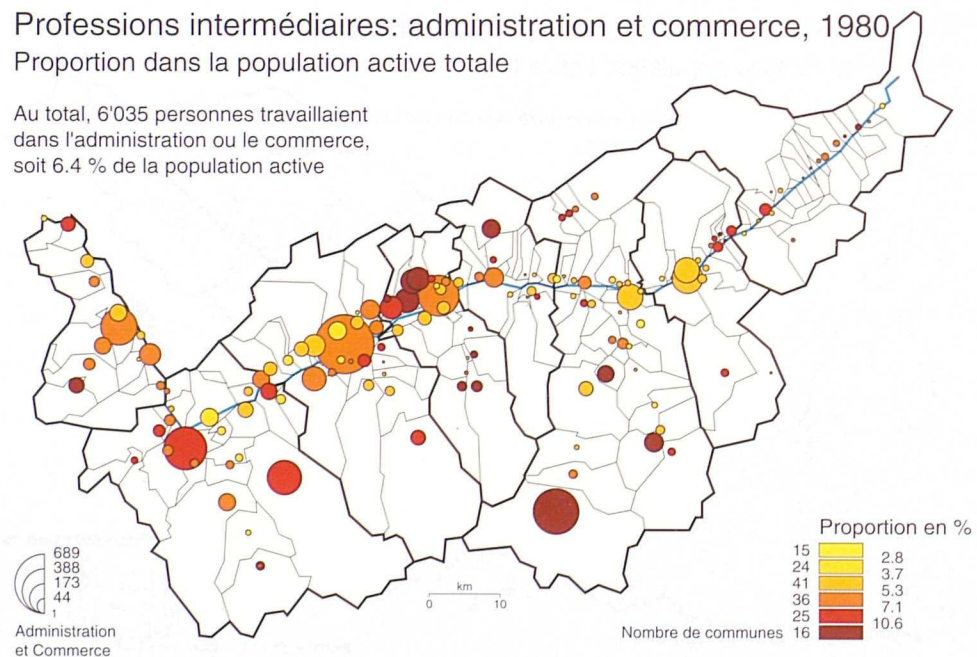 Professions intermédiaires: administration et commerce, 1980
Proportion dans la population active totale
Au total, 6'035 personnes travaillaient
dans l'administration ou le commerce,
soit 6.4 % de la population active
689
388
173
44
1
Administration
et Commerce
km
0 10
Proportion en %
15
2.8
24
3.7
41
5.3
36
7.1
25
10.6
Nombre de communes 16